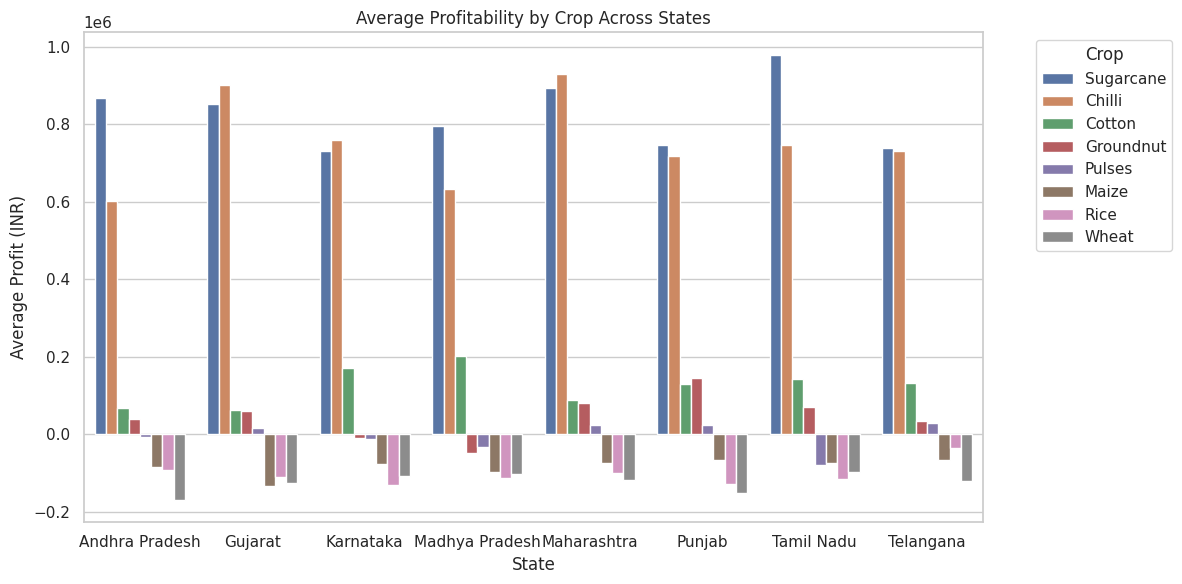 Average Profitability by Crop Across States
1e6
1.0
0.8
0.6
0.4
0.2
0.0
−0.2
Average Profit (INR)
Andhra Pradesh
Gujarat
Karnataka
Madhya Pradesh
Maharashtra
Punjab
Tamil Nadu
Telangana
State
Crop
Sugarcane
Chilli
Cotton
Groundnut
Pulses
Maize
Rice
Wheat